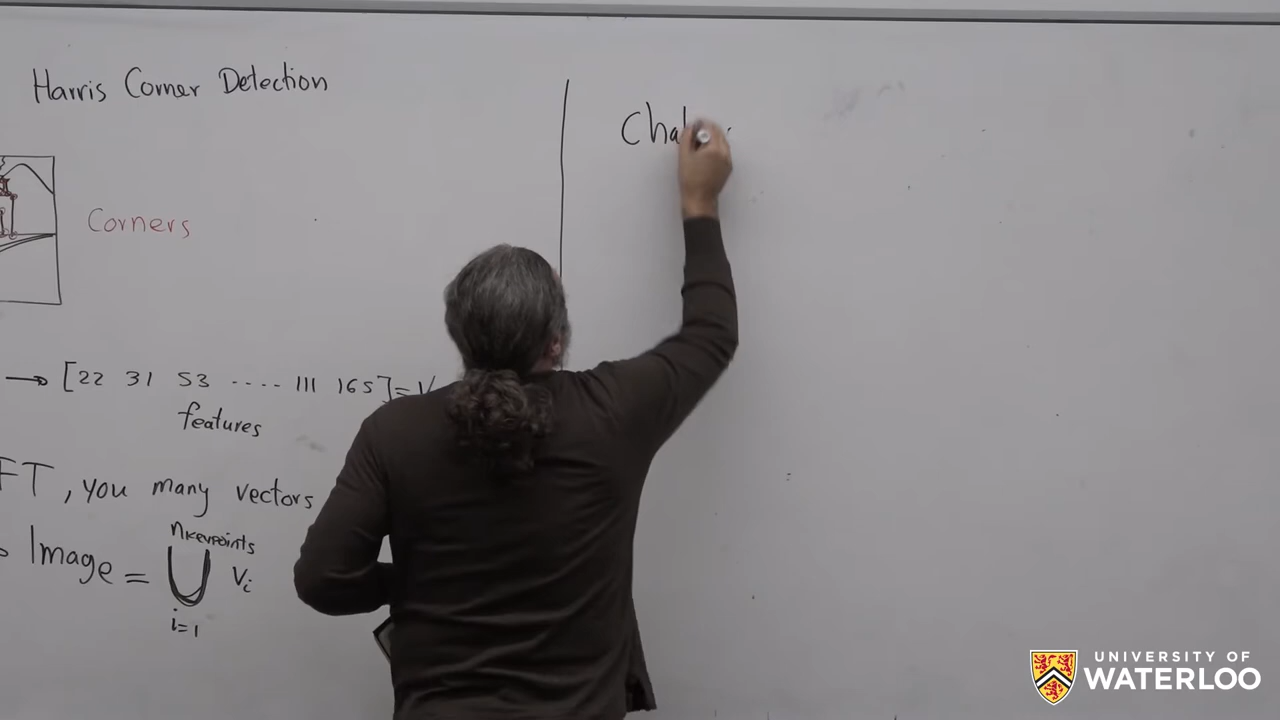 Harris Corner Detection
Corners
→ [22 31 53 .... 111 165] = V
features
FT, you many vectors
Image = ⋃ Vi
nkeypoints
i=1
UNIVERSITY OF
WATERLOO